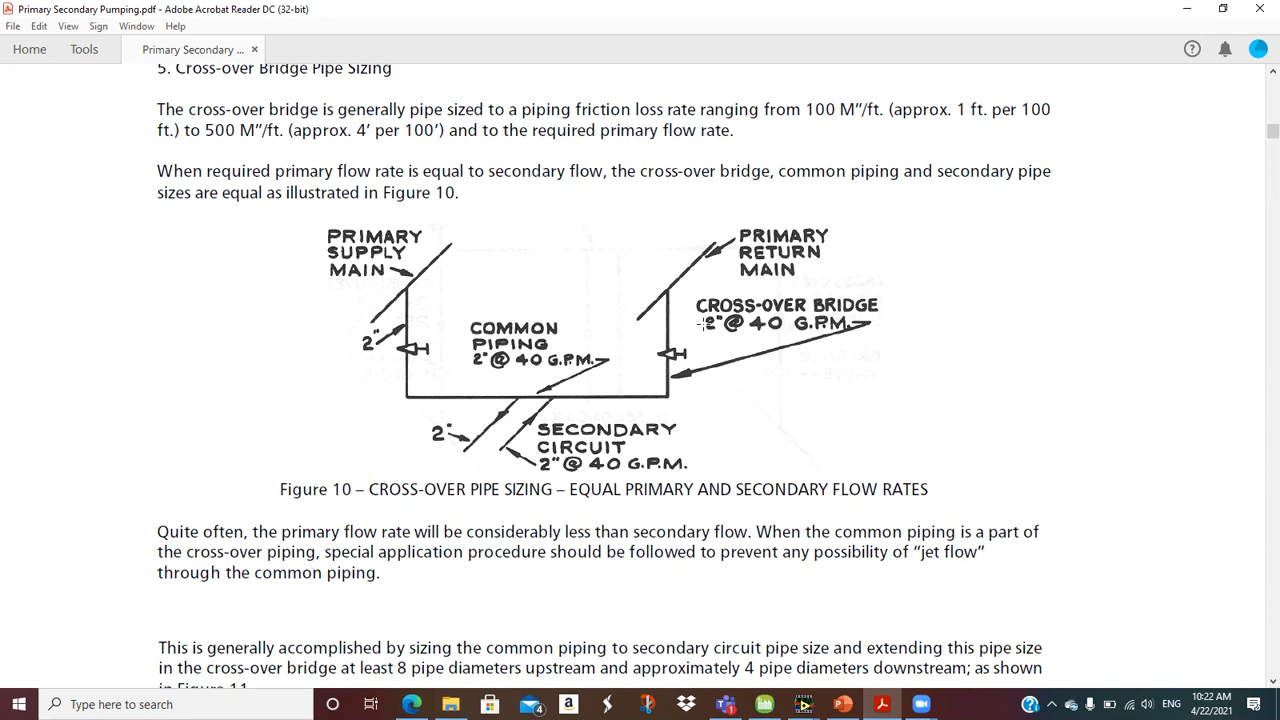 Primary Secondary Pumping.pdf - Adobe Acrobat Reader DC (32-bit)
File Edit View Sign Window Help
Home Tools Primary Secondary ... ×
5. Cross-over Bridge Pipe Sizing
The cross-over bridge is generally pipe sized to a piping friction loss rate ranging from 100 M”/ft. (approx. 1 ft. per 100
ft.) to 500 M”/ft. (approx. 4’ per 100’) and to the required primary flow rate.
When required primary flow rate is equal to secondary flow, the cross-over bridge, common piping and secondary pipe
sizes are equal as illustrated in Figure 10.
PRIMARY
SUPPLY
MAIN
PRIMARY
RETURN
MAIN
CROSS-OVER BRIDGE
2"@ 40 G.P.M.
2"
COMMON
PIPING
2"@ 40 G.P.M.
2"
SECONDARY
CIRCUIT
2"@ 40 G.P.M.
Figure 10 – CROSS-OVER PIPE SIZING – EQUAL PRIMARY AND SECONDARY FLOW RATES
Quite often, the primary flow rate will be considerably less than secondary flow. When the common piping is a part of
the cross-over piping, special application procedure should be followed to prevent any possibility of “jet flow”
through the common piping.
This is generally accomplished by sizing the common piping to secondary circuit pipe size and extending this pipe size
in the cross-over bridge at least 8 pipe diameters upstream and approximately 4 pipe diameters downstream; as shown
in Figure 11.
Type here to search
4
1
10:22 AM
4/22/2021